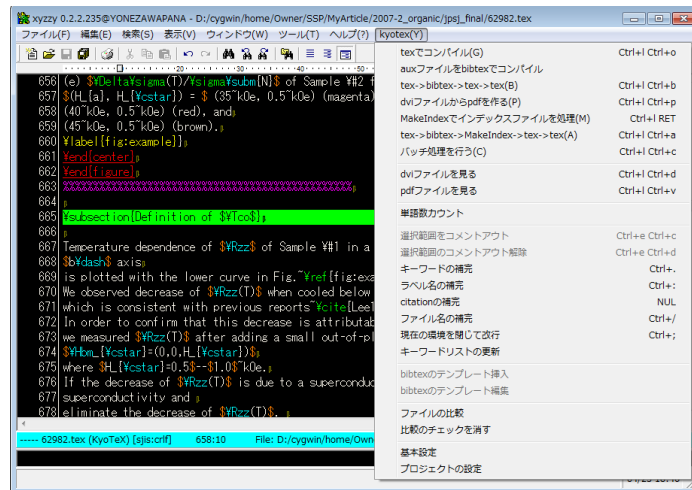 xyzzy 0.2.2.235@YONEZAWAPANA - D:/cygwin/home/Owner/SSP/MyArticle/2007-2_organic/jpsj_final/62982.tex
ファイル(F) 編集(E) 検索(S) 表示(V) ウィンドウ(W) ツール(T) ヘルプ(?) kyotex(Y)
656 (e) $¥Delta¥sigma(T)/¥sigma¥subm{N}$ of Sample ¥#2 f
657 $(H_{a}, H_{¥cstar}) = $ (35~kOe, 0.5~kOe) (magenta)
658 (40~kOe, 0.5~kOe) (red), and
659 (45~kOe, 0.5~kOe) (brown).
660 ¥label{fig:example}]
661 ¥end{center}
662 ¥end{figure}
663 %%%%%%%%%%%%%%%%%%%%%%%%%%%%%%%%%%%%%%%%
664
665 ¥subsection{Definition of $¥Tco$}
666
667 Temperature dependence of $¥Rzz$ of Sample ¥#1 in a
668 $b¥dash$ axis
669 is plotted with the lower curve in Fig.~¥ref{fig:exa
670 We observed decrease of $¥Rzz(T)$ when cooled below
671 which is consistent with previous reports~¥cite{Lee1
672 In order to confirm that this decrease is attributab
673 we measured $¥Rzz(T)$ after adding a small out-of-pl
674 $¥Hbm_{¥cstar}=(0,0,H_{¥cstar})$
675 where $H_{¥cstar}=0.5$--$1.0$~kOe.
676 If the decrease of $¥Rzz(T)$ is due to a superconduc
677 superconductivity and
678 eliminate the decrease of $¥Rzz(T)$.
----- 62982.tex (KyoTeX) [sjis:crlf] 658:10 File: D:/cygwin/home/Own
texでコンパイル(G) Ctrl+l Ctrl+o
auxファイルをbibtexでコンパイル
tex->bibtex->tex->tex(B) Ctrl+l Ctrl+b
dviファイルからpdfを作る(P) Ctrl+l Ctrl+p
MakeIndexでインデックスファイルを処理(M) Ctrl+l RET
tex->bibtex->MakeIndex->tex->tex(A) Ctrl+l Ctrl+a
バッチ処理を行う(C) Ctrl+l Ctrl+c
dviファイルを見る Ctrl+l Ctrl+d
pdfファイルを見る Ctrl+l Ctrl+v
単語数カウント
選択範囲をコメントアウト Ctrl+e Ctrl+c
選択範囲のコメントアウト解除 Ctrl+e Ctrl+d
キーワードの補完 Ctrl+.
ラベル名の補完 Ctrl+:
citationの補完 NUL
ファイル名の補完 Ctrl+/
現在の環境を閉じて改行 Ctrl+;
キーワードリストの更新
bibtexのテンプレート挿入
bibtexのテンプレート編集
ファイルの比較
比較のチェックを消す
基本設定
プロジェクトの設定